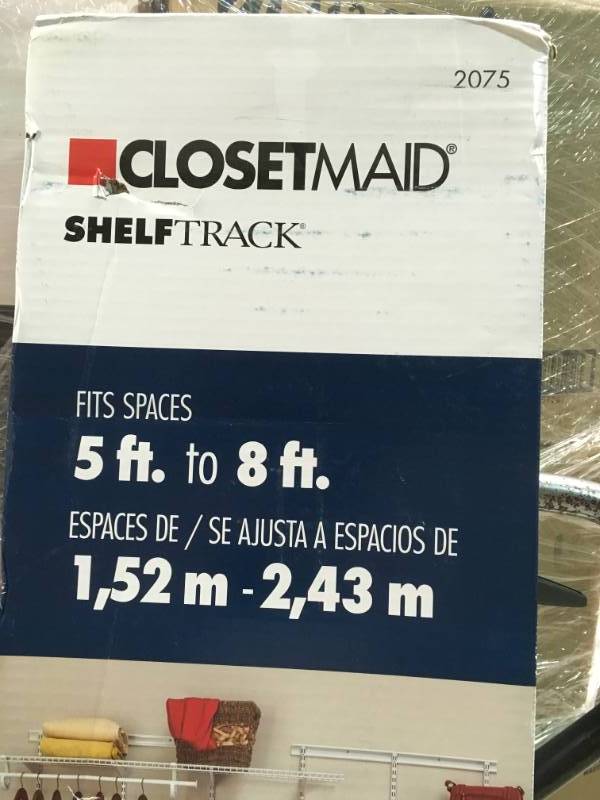 2075
CLOSETMAID®
SHELFTRACK®
FITS SPACES
5 ft. to 8 ft.
ESPACES DE / SE AJUSTA A ESPACIOS DE
1,52 m - 2,43 m